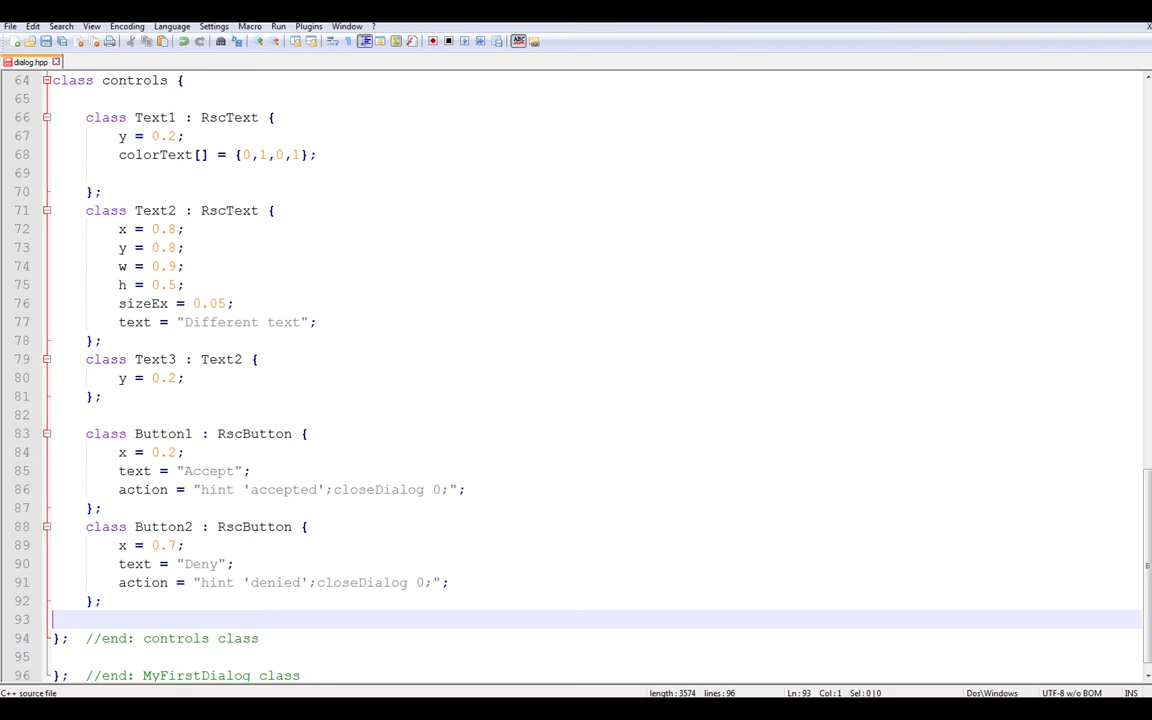 File Edit Search View Encoding Language Settings Macro Run Plugins Window ? X
dialog.hpp
64 class controls {
65
66 class Text1 : RscText {
67 y = 0.2;
68 colorText[] = {0,1,0,1};
69
70 };
71 class Text2 : RscText {
72 x = 0.8;
73 y = 0.8;
74 w = 0.9;
75 h = 0.5;
76 sizeEx = 0.05;
77 text = "Different text";
78 };
79 class Text3 : Text2 {
80 y = 0.2;
81 };
82
83 class Button1 : RscButton {
84 x = 0.2;
85 text = "Accept";
86 action = "hint 'accepted';closeDialog 0;";
87 };
88 class Button2 : RscButton {
89 x = 0.7;
90 text = "Deny";
91 action = "hint 'denied';closeDialog 0;";
92 };
93
94 }; //end: controls class
95
96 }; //end: MyFirstDialog class
C++ source file length : 3574 lines : 96 Ln : 93 Col : 1 Sel : 0 | 0 Dos\Windows UTF-8 w/o BOM INS